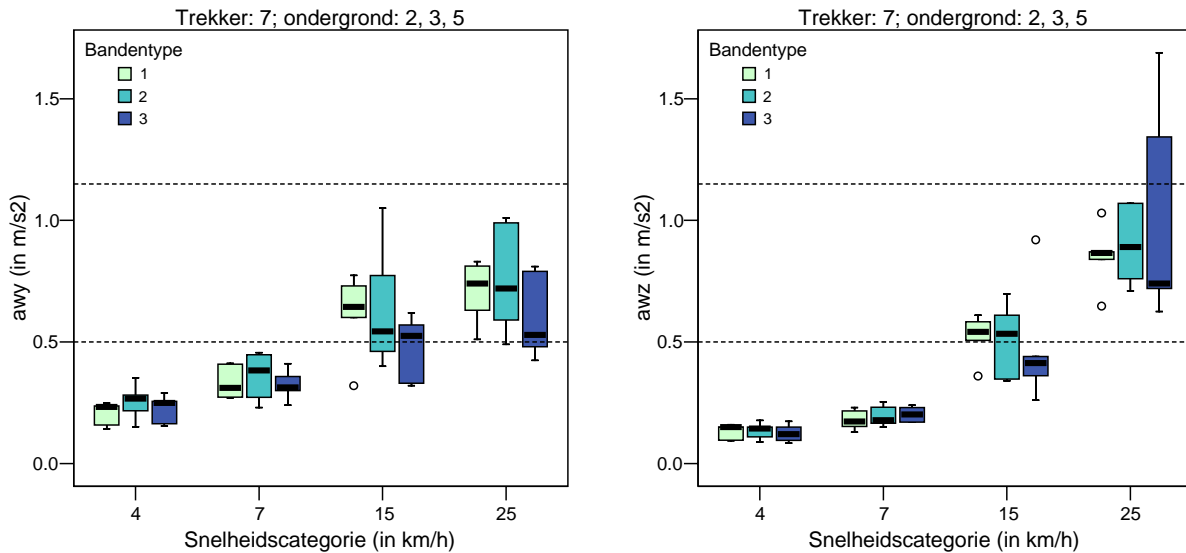 Trekker: 7; ondergrond: 2, 3, 5
Bandentype
1
2
3
1.5
1.0
0.5
0.0
awy (in m/s2)
4 7 15 25
Snelheidscategorie (in km/h)
Trekker: 7; ondergrond: 2, 3, 5
Bandentype
1
2
3
1.5
1.0
0.5
0.0
awz (in m/s2)
4 7 15 25
Snelheidscategorie (in km/h)